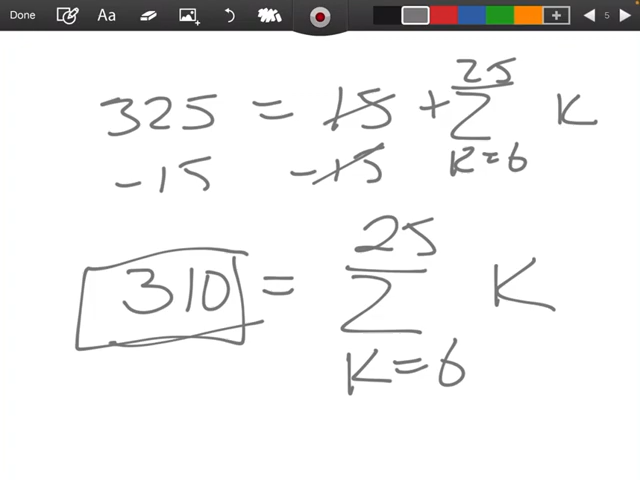 Done Aa 5
25
325 = 15 + Σ K
K=6
-15 -15
25
310 = Σ K
K=6